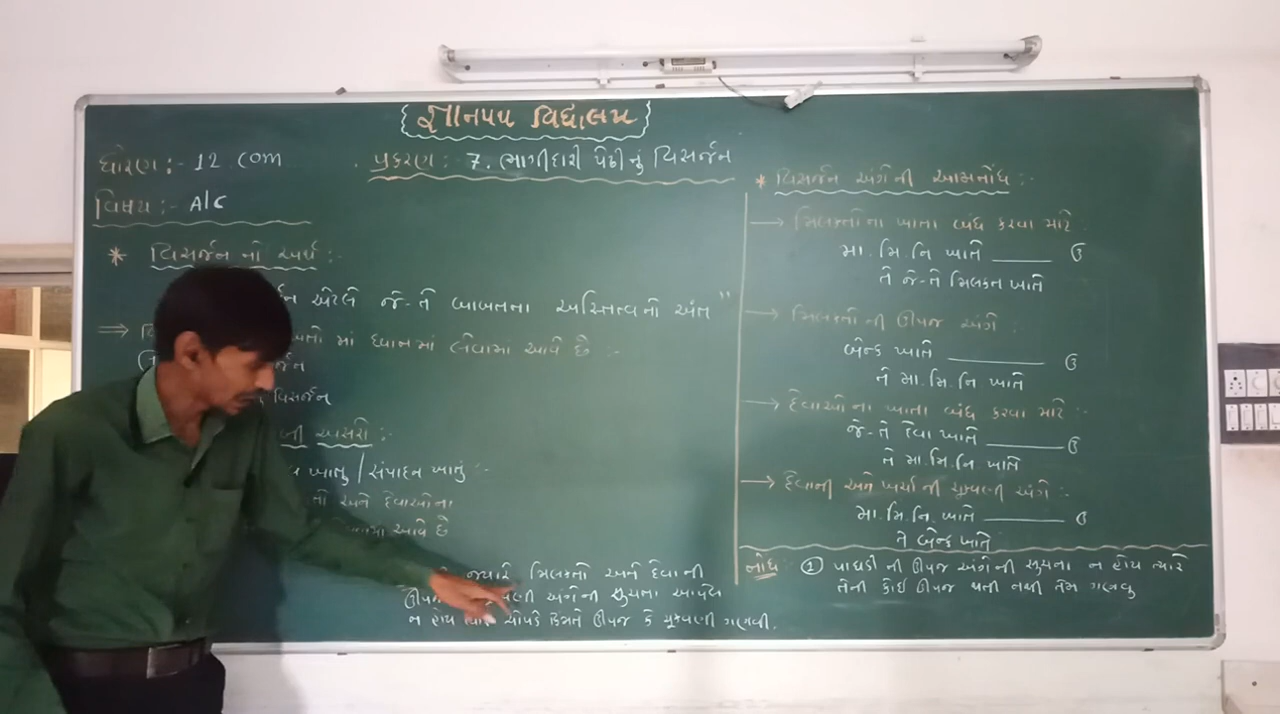 જ્ઞાનપથ વિદ્યાલય
ધોરણ :- 12 com
પ્રકરણ : 7. ભાગીદારી પેઢીનું વિસર્જન
વિષય :- A/C
* વિસર્જન નો અર્થ :-
એટલે જે-તે બાબતના અસ્તિત્વનો અંત"
માં ધ્યાનમાં લેવામા આવે છે :-
વિસર્જન
અસરો :-
ખાતુ / સંપાદન ખાતું :-
અને દેવાઓના
આવે છે
જ્યારે મિલકતો અને દેવાની
અંગેની સુચના આપેલ
ન હોય ત્યારે ચોપડે કિંમતે ઊપજ કે ચૂકવણી ગણવી.
* વિસર્જન અંગેની આમનોંધ :-
→ મિલકતોના ખાતા બંધ કરવા માટે :
મા. મિ. નિ ખાતે ______ ઉ
તે જે-તે મિલકત ખાતે
→ મિલકતોની ઊપજ અંગે :
બેન્ક ખાતે ______ ઉ
તે મા. મિ. નિ ખાતે
→ દેવાઓના ખાતા બંધ કરવા માટે :-
જે-તે દેવા ખાતે ______ ઉ
તે મા. મિ. નિ ખાતે
→ દેવાની અને ખર્ચાની ચૂકવણી અંગે :-
મા. મિ. નિ. ખાતે ______ ઉ
તે બેન્ક ખાતે
નોંધ : ① પાઘડી ની ઊપજ અંગેની સુચના ન હોય ત્યારે
તેની કોઈ ઊપજ થતી નથી તેમ ગણવુ